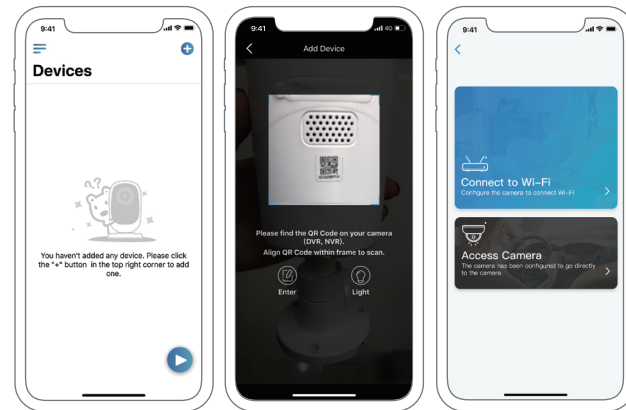 9:41
Devices
You haven't added any device. Please click
the "+" button in the top right corner to add
one.
9:41
4G
Add Device
Please find the QR Code on your camera
(DVR, NVR).
Align QR Code within frame to scan.
Enter
Light
9:41
Connect to Wi-Fi
Configure the camera to connect Wi-Fi
Access Camera
The camera has been configured to go directly
to the camera